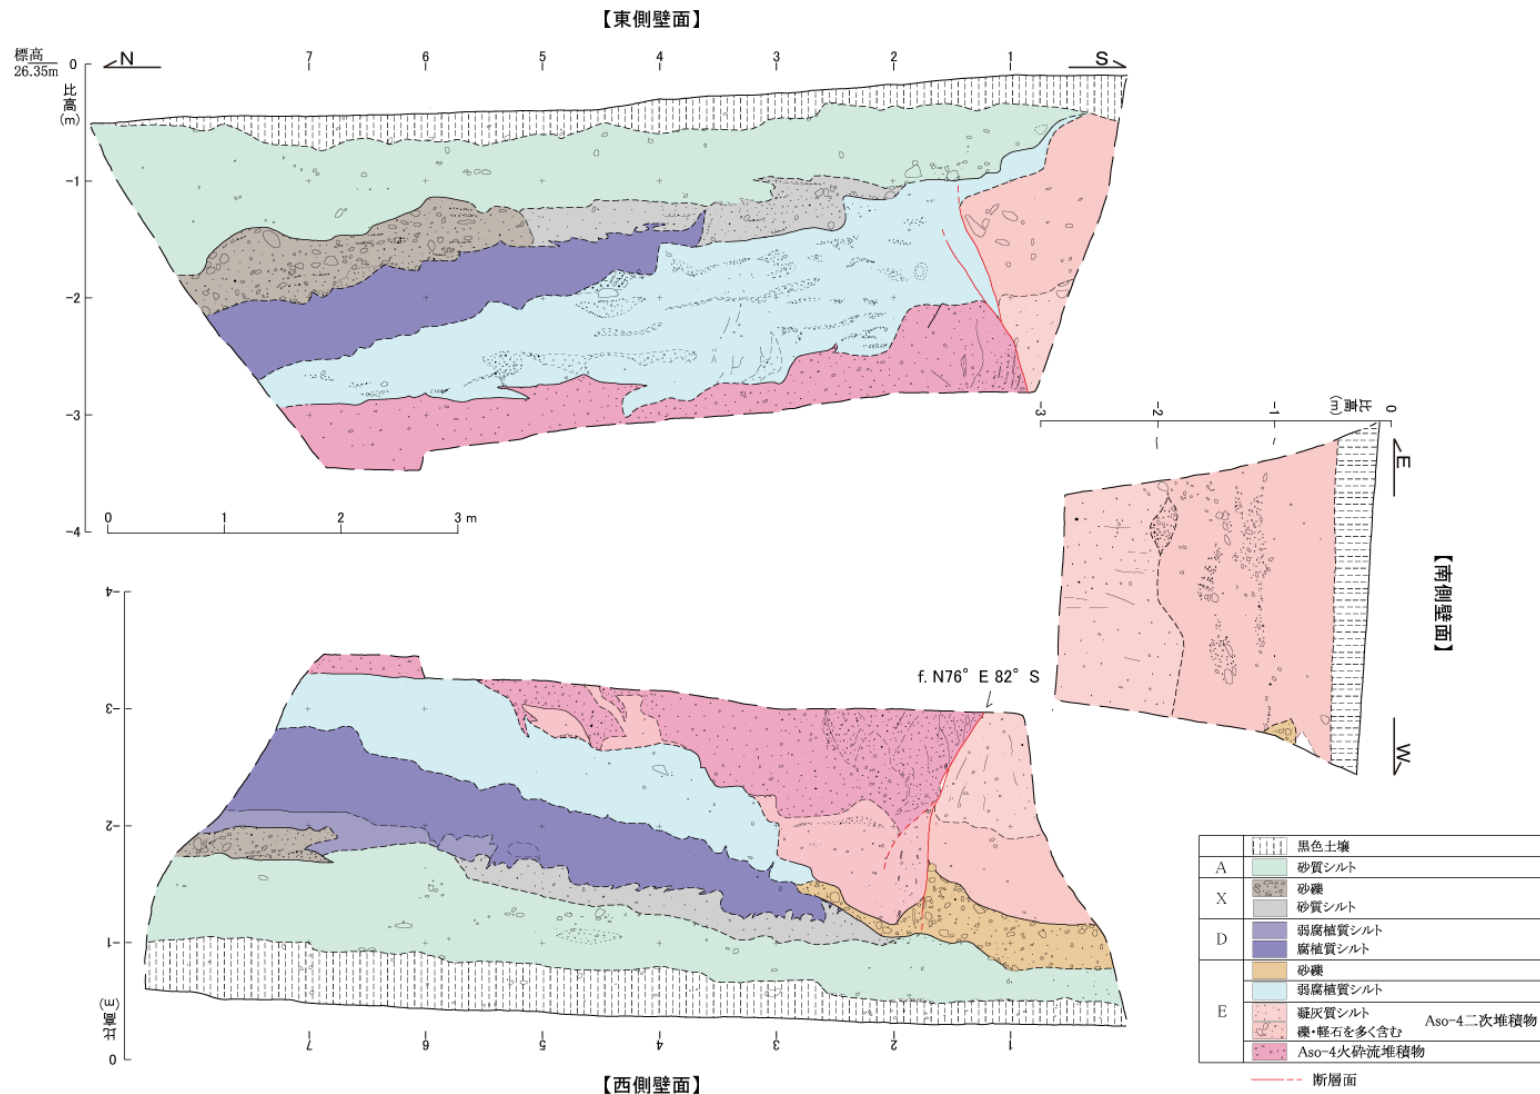 【東側壁面】
標高
26.35m
比高
(m)
N
7 6 5 4 3 2 1
S
0
-1
-2
-3
-4
0 1 2 3 m
-3 -2 -1 0
比高
(m)
E
W
【南側壁面】
f. N76° E 82° S
-4
-3
-2
-1
0
比高
(m)
7 6 5 4 3 2 1
【西側壁面】
黒色土壌
A 砂質シルト
X 砂礫
砂質シルト
D 弱腐植質シルト
腐植質シルト
E 砂礫
弱腐植質シルト
凝灰質シルト
礫・軽石を多く含む Aso-4二次堆積物
Aso-4火砕流堆積物
断層面